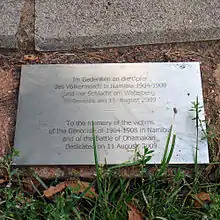 Im Gedenken an die Opfer
des Völkermords in Namibia 1904-1908
und der Schlacht am Waterberg
am 11. August 2009
To the memory of the victims
of the Genocide of 1904-1908 in Namibia
and of the Battle of Ohamakari
Dedicated on 11 August 2009